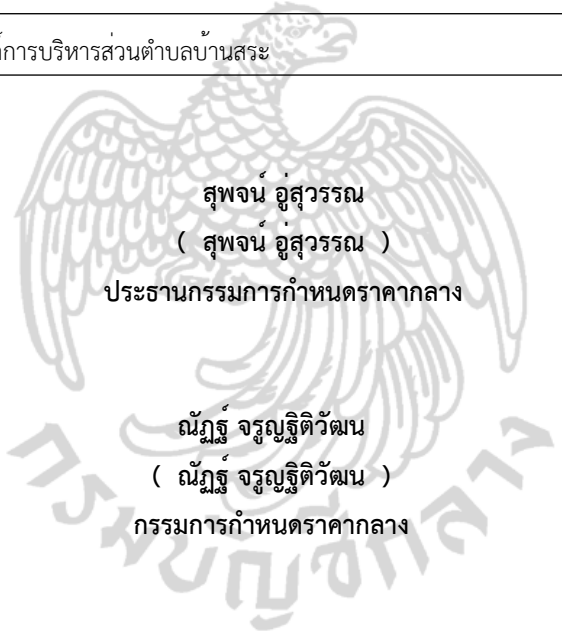 การบริหารส่วนตำบลบ้านสระ
สุพจน์ อู่สุวรรณ
( สุพจน์ อู่สุวรรณ )
ประธานกรรมการกำหนดราคากลาง
ณัฏฐ์ จรูญฐิติวัฒน
( ณัฏฐ์ จรูญฐิติวัฒน )
กรรมการกำหนดราคากลาง
กรมบัญชีกลาง